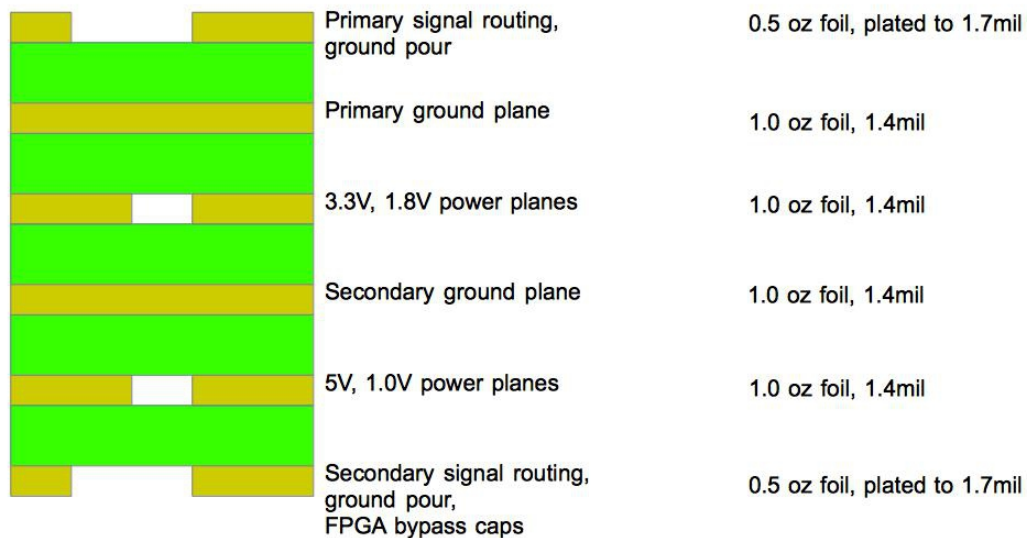 Primary signal routing,
ground pour
0.5 oz foil, plated to 1.7mil
Primary ground plane
1.0 oz foil, 1.4mil
3.3V, 1.8V power planes
1.0 oz foil, 1.4mil
Secondary ground plane
1.0 oz foil, 1.4mil
5V, 1.0V power planes
1.0 oz foil, 1.4mil
Secondary signal routing,
ground pour,
FPGA bypass caps
0.5 oz foil, plated to 1.7mil